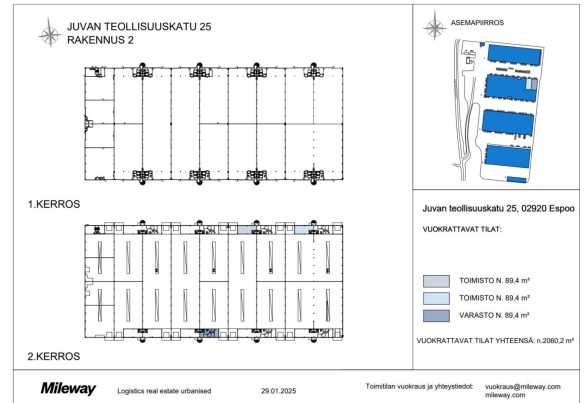 JUVAN TEOLLISUUSKATU 25
RAKENNUS 2
ASEMAPIIRROS
1.KERROS
2.KERROS
Juvan teollisuuskatu 25, 02920 Espoo
VUOKRATTAVAT TILAT:
TOIMISTO N. 89,4 m²
TOIMISTO N. 89,4 m²
VARASTO N. 89,4 m²
VUOKRATTAVAT TILAT YHTEENSÄ: n.2060,2 m²
Mileway
Logistics real estate urbanised
29.01.2025
Toimitilan vuokraus ja yhteystiedot: vuokraus@mileway.com
mileway.com